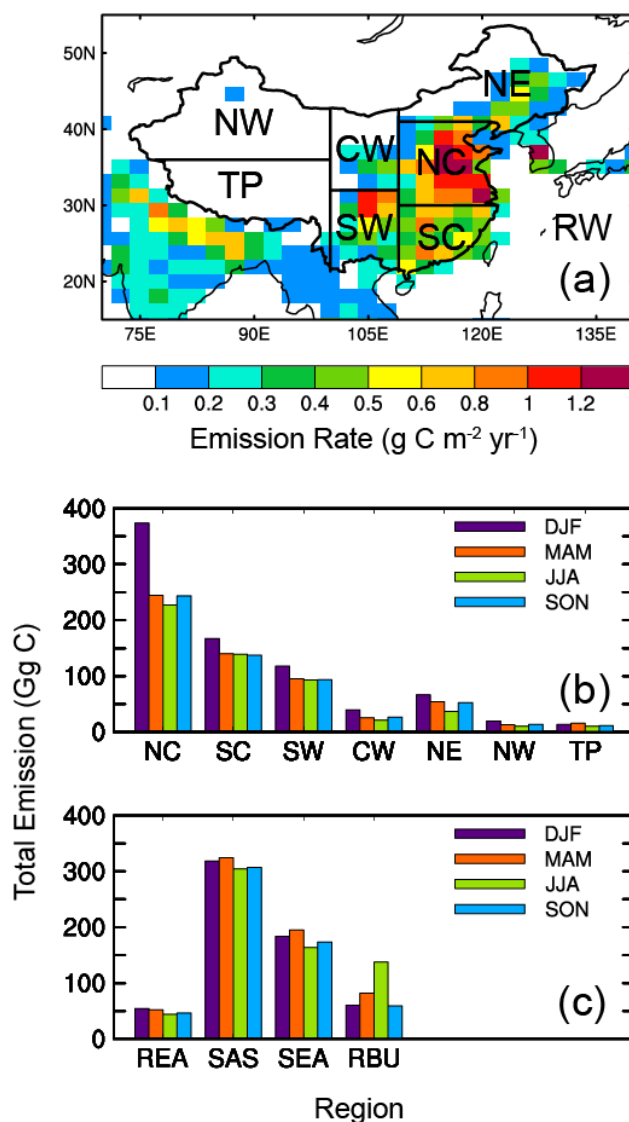 50N
40N
30N
20N
NE
NW
CW
NC
TP
SW
SC
RW
(a)
75E 90E 105E 120E 135E
0.1 0.2 0.3 0.4 0.5 0.6 0.8 1 1.2
Emission Rate (g C m⁻² yr⁻¹)
Total Emission (Gg C)
400
300
200
100
0
DJF
MAM
JJA
SON
(b)
NC SC SW CW NE NW TP
400
300
200
100
0
DJF
MAM
JJA
SON
(c)
REA SAS SEA RBU
Region